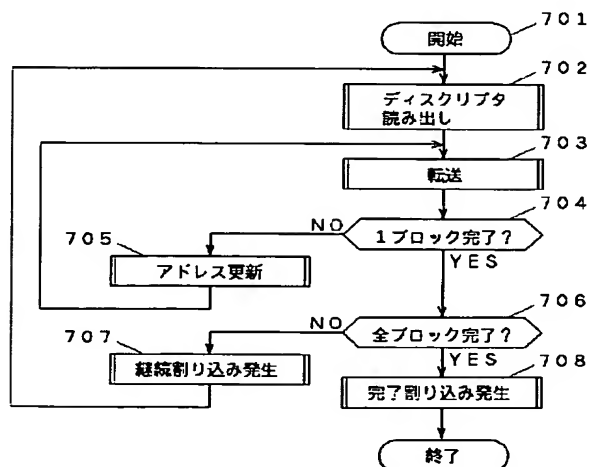 701
開始
702
ディスクリプタ
読み出し
703
転送
704
1ブロック完了?
NO
YES
705
アドレス更新
706
全ブロック完了?
NO
YES
707
継続割り込み発生
708
完了割り込み発生
終了